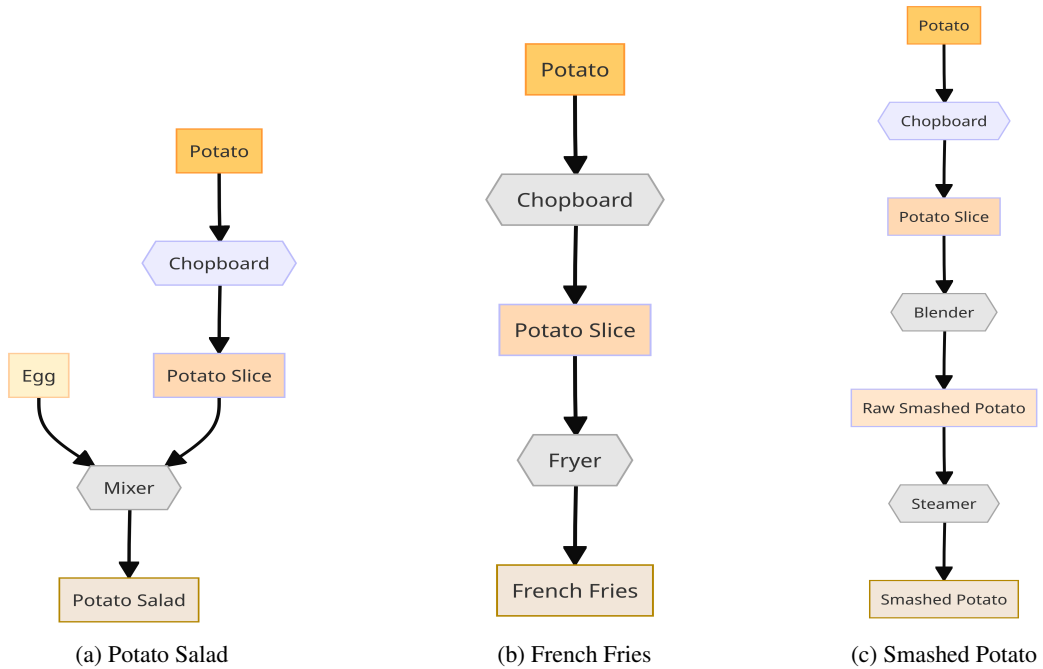 Potato
Chopboard
Egg
Potato Slice
Mixer
Potato Salad
(a) Potato Salad
Potato
Chopboard
Potato Slice
Fryer
French Fries
(b) French Fries
Potato
Chopboard
Potato Slice
Blender
Raw Smashed Potato
Steamer
Smashed Potato
(c) Smashed Potato